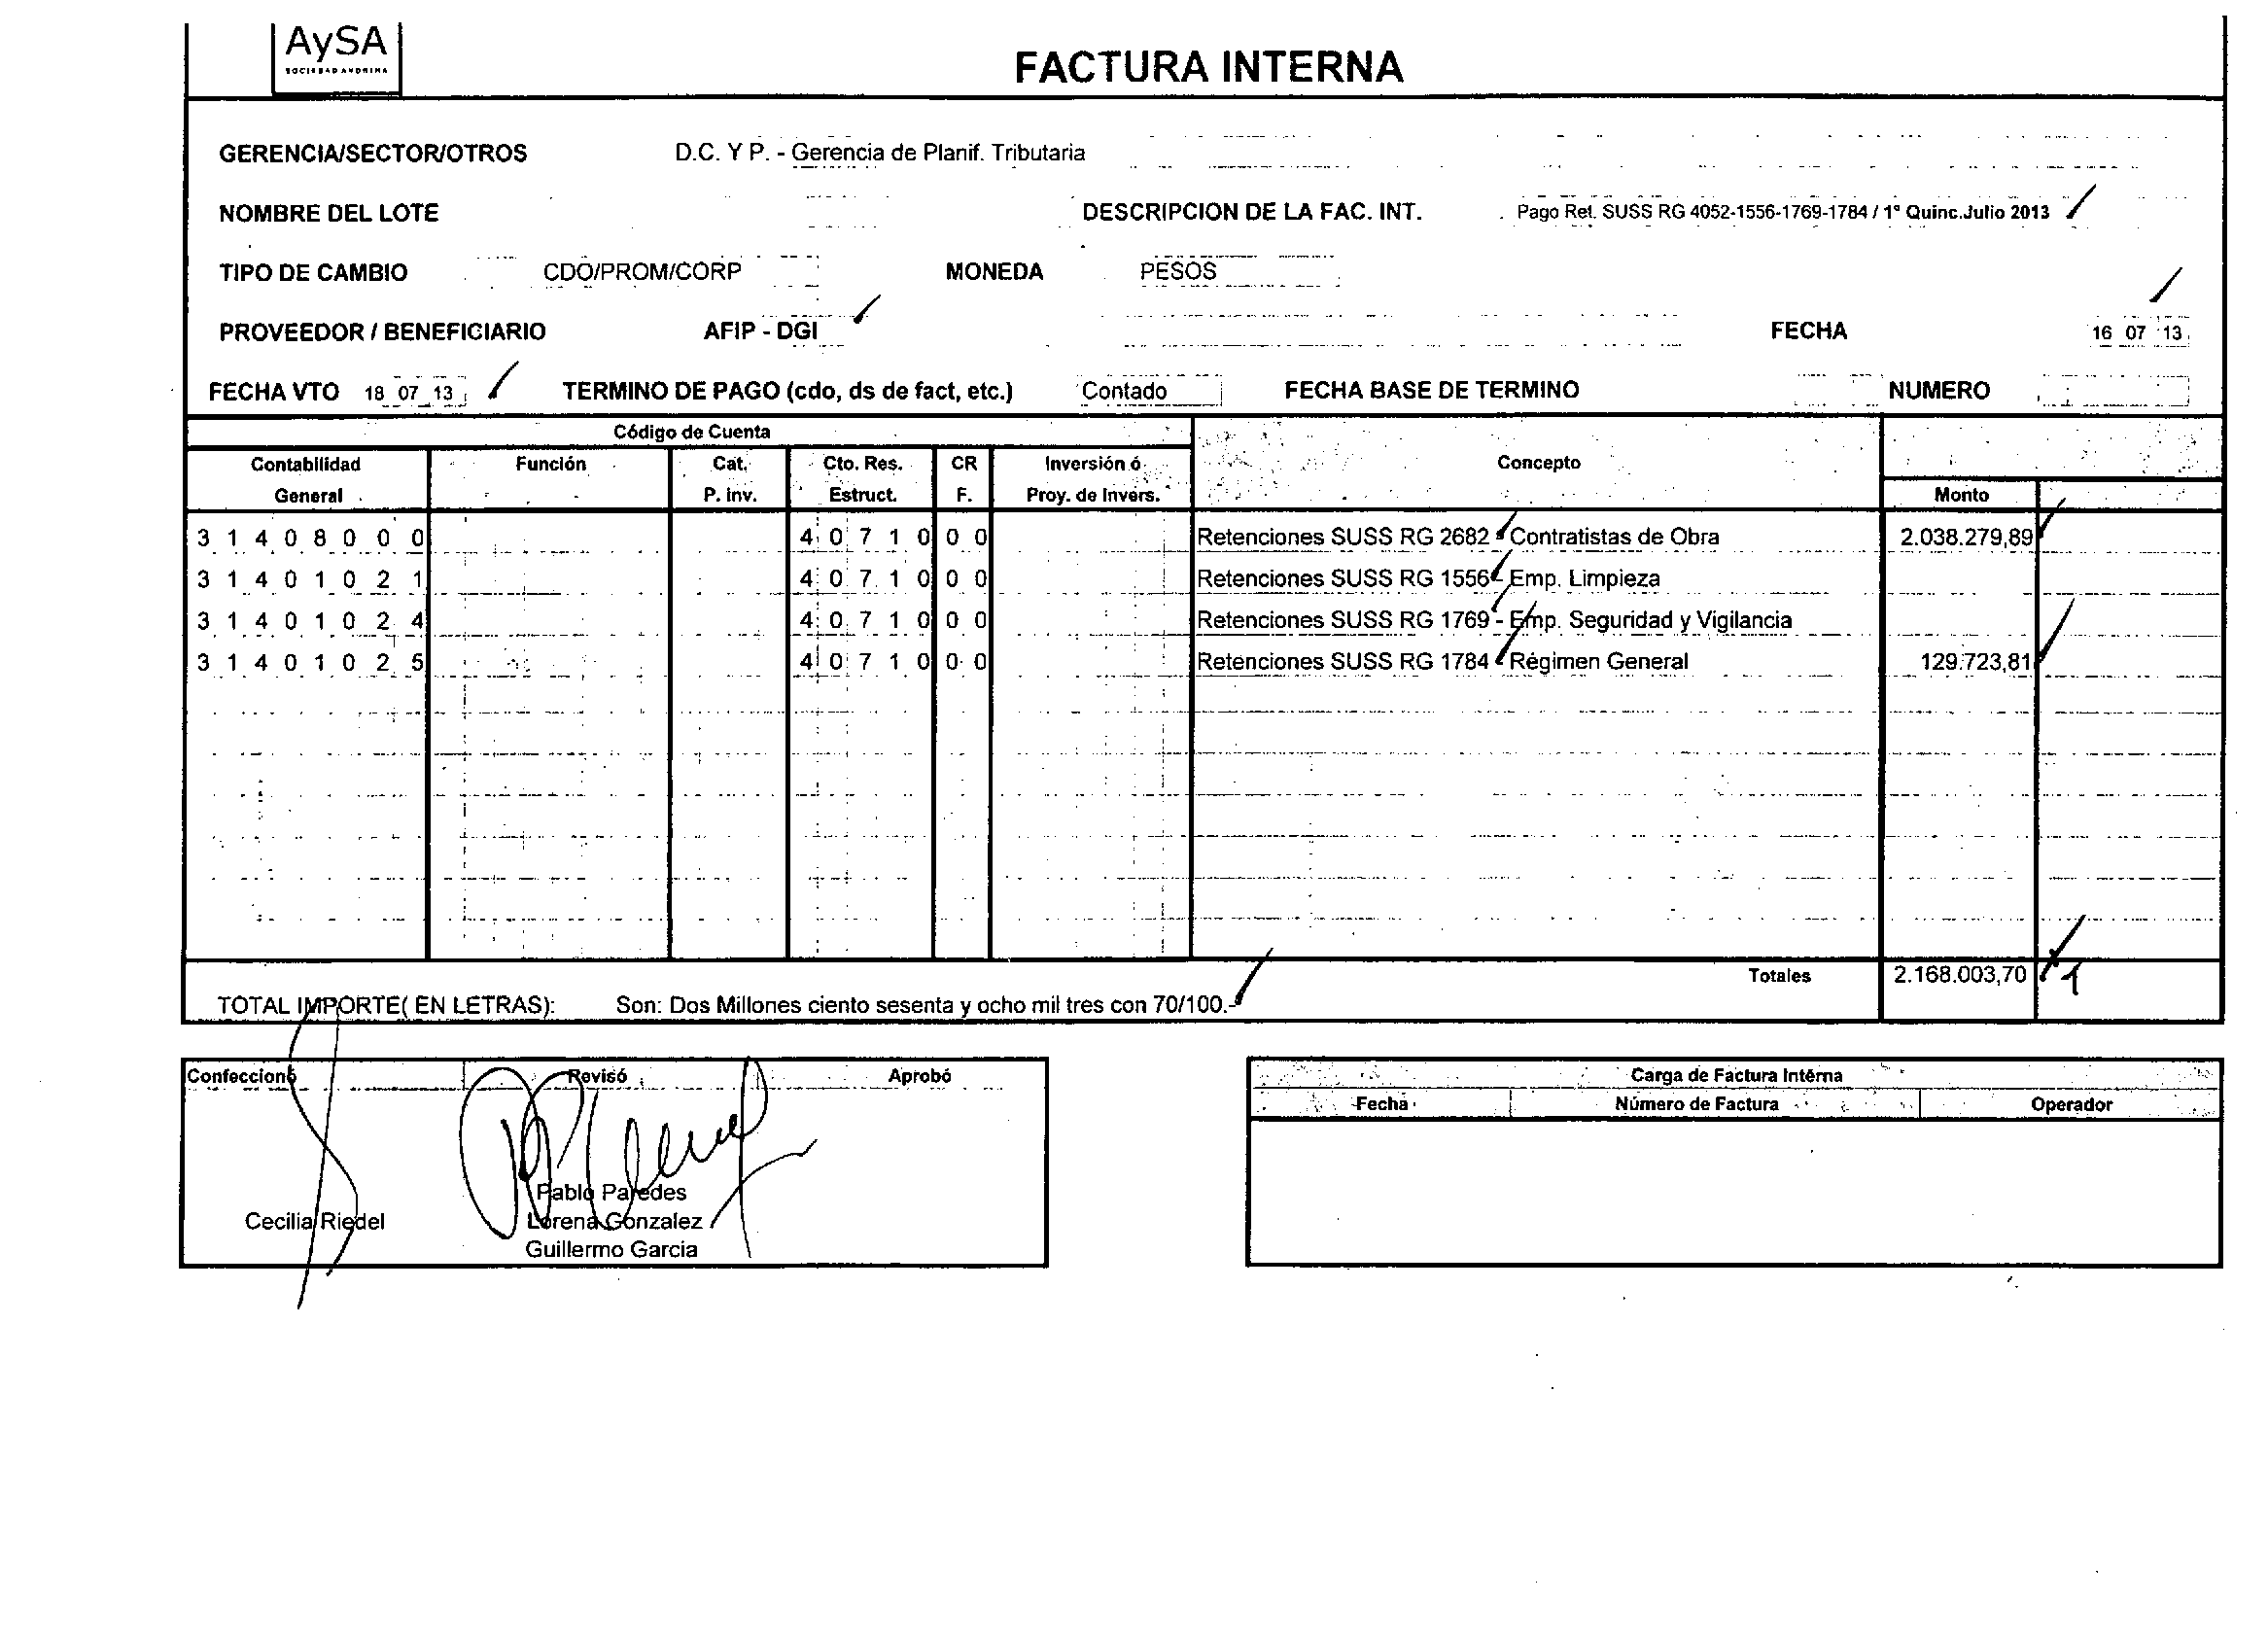 AySA
SOCIEDAD ANONIMA
FACTURA INTERNA
GERENCIA/SECTOR/OTROS D.C. Y P. - Gerencia de Planif. Tributaria
NOMBRE DEL LOTE DESCRIPCION DE LA FAC. INT. Pago Ret. SUSS RG 4052-1556-1769-1784 / 1° Quinc.Julio 2013
TIPO DE CAMBIO CDO/PROM/CORP MONEDA PESOS
PROVEEDOR / BENEFICIARIO AFIP - DGI FECHA 16 07 13
FECHA VTO 18 07 13 TERMINO DE PAGO (cdo, ds de fact, etc.) Contado FECHA BASE DE TERMINO NUMERO
Código de Cuenta
Contabilidad General Función Cat. P. inv. Cto. Res. Estruct. CR F. Inversión ó Proy. de Invers. Concepto Monto
3 1 4 0 8 0 0 0 4 0 7 1 0 0 0 Retenciones SUSS RG 2682 - Contratistas de Obra 2.038.279,89
3 1 4 0 1 0 2 1 4 0 7 1 0 0 0 Retenciones SUSS RG 1556 - Emp. Limpieza
3 1 4 0 1 0 2 4 4 0 7 1 0 0 0 Retenciones SUSS RG 1769 - Emp. Seguridad y Vigilancia
3 1 4 0 1 0 2 5 4 0 7 1 0 0 0 Retenciones SUSS RG 1784 - Régimen General 129.723,81
Totales 2.168.003,70
TOTAL IMPORTE( EN LETRAS): Son: Dos Millones ciento sesenta y ocho mil tres con 70/100.-
Confeccionó Revisó Aprobó
Pablo Paredes
Cecilia Riedel Lorena Gonzalez
Guillermo Garcia
Carga de Factura Interna
Fecha Número de Factura Operador